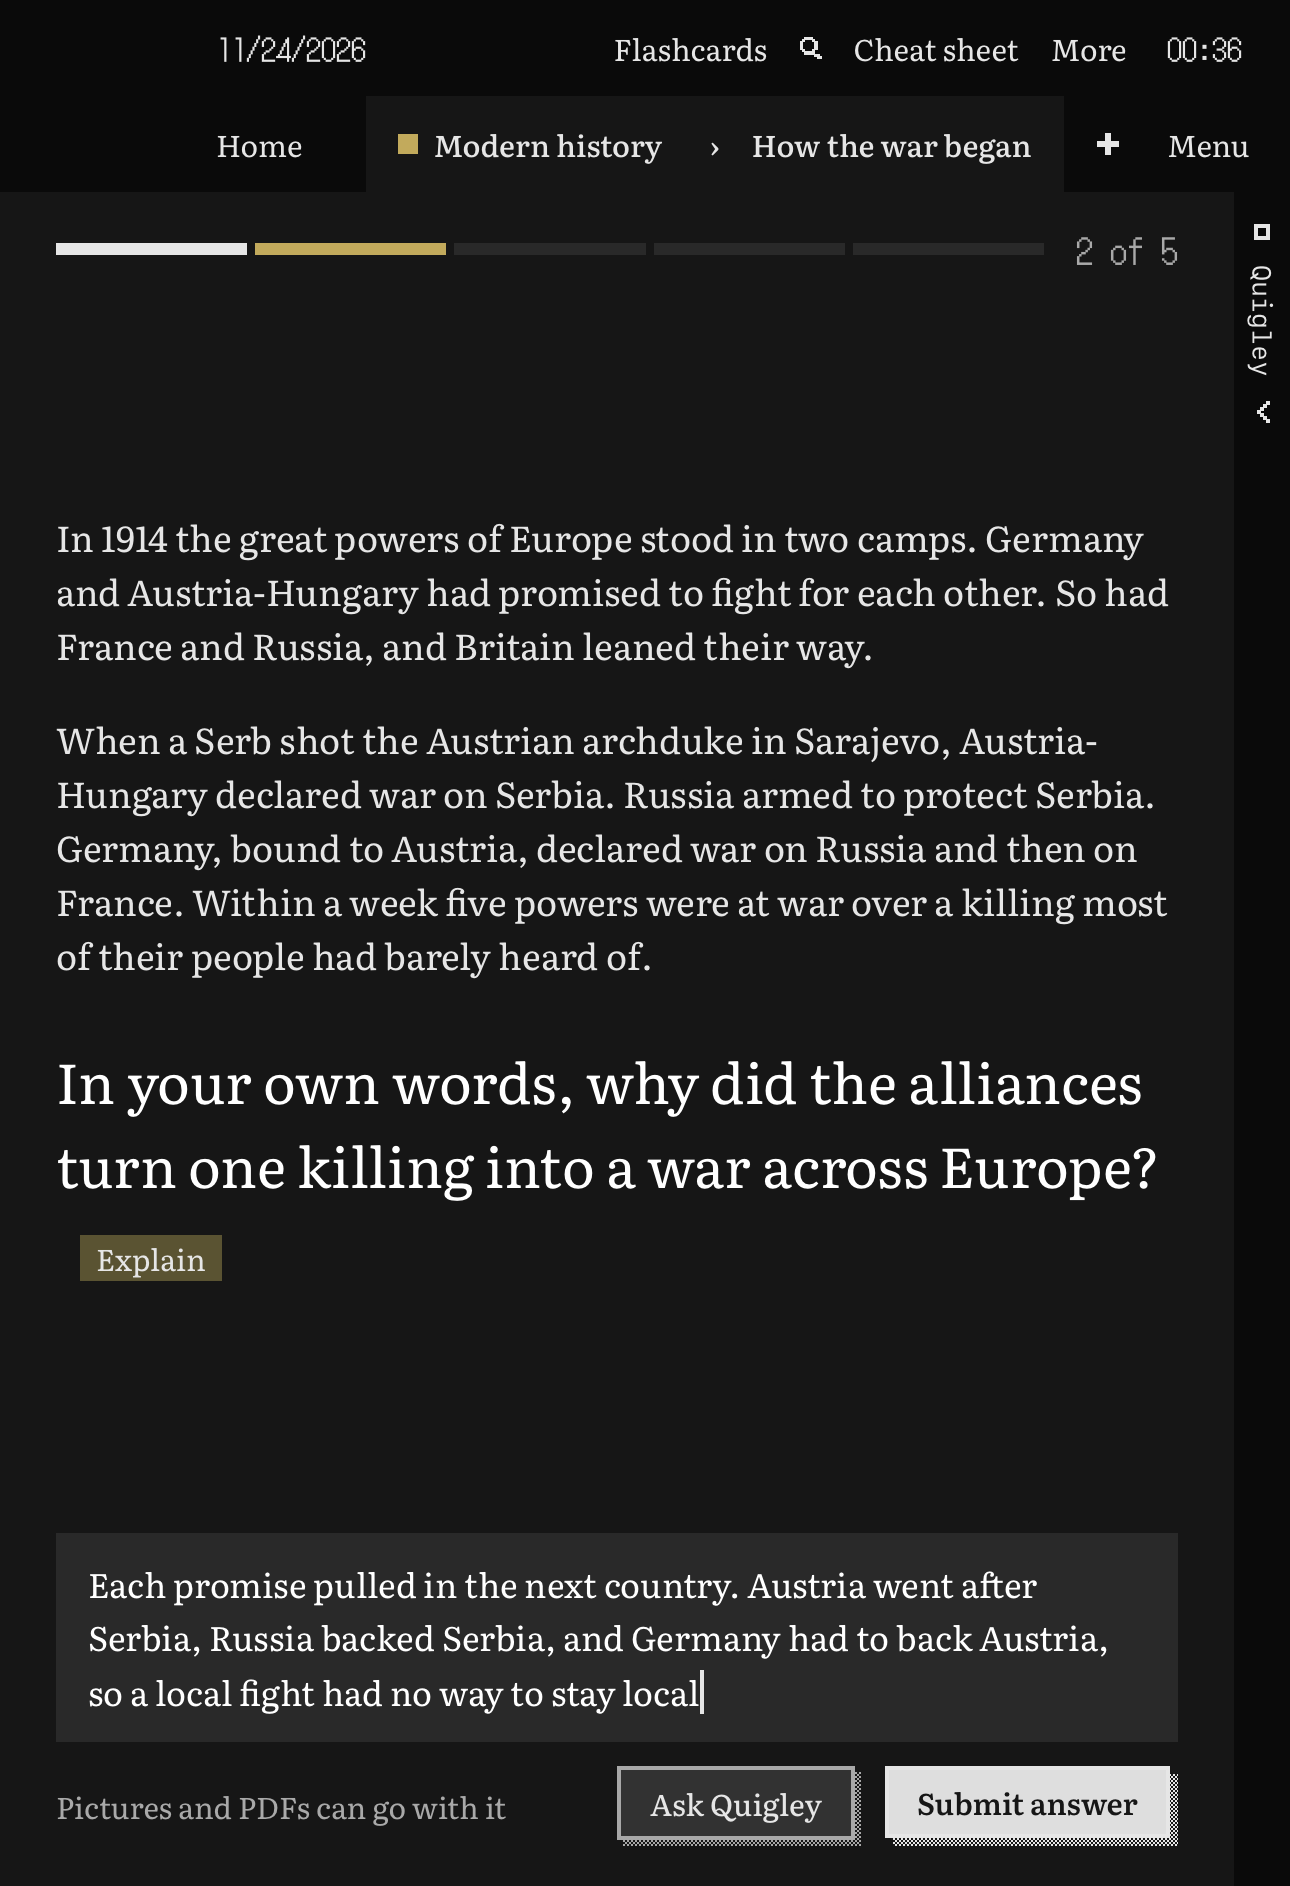 11/24/2026
Flashcards
Cheat sheet
More
00:36
Home
Modern history
›
How the war began
Menu
2 of 5
Quigley
In 1914 the great powers of Europe stood in two camps. Germany
and Austria-Hungary had promised to fight for each other. So had
France and Russia, and Britain leaned their way.
When a Serb shot the Austrian archduke in Sarajevo, Austria-
Hungary declared war on Serbia. Russia armed to protect Serbia.
Germany, bound to Austria, declared war on Russia and then on
France. Within a week five powers were at war over a killing most
of their people had barely heard of.
In your own words, why did the alliances
turn one killing into a war across Europe?
Explain
Each promise pulled in the next country. Austria went after
Serbia, Russia backed Serbia, and Germany had to back Austria,
so a local fight had no way to stay local
Pictures and PDFs can go with it
Ask Quigley
Submit answer